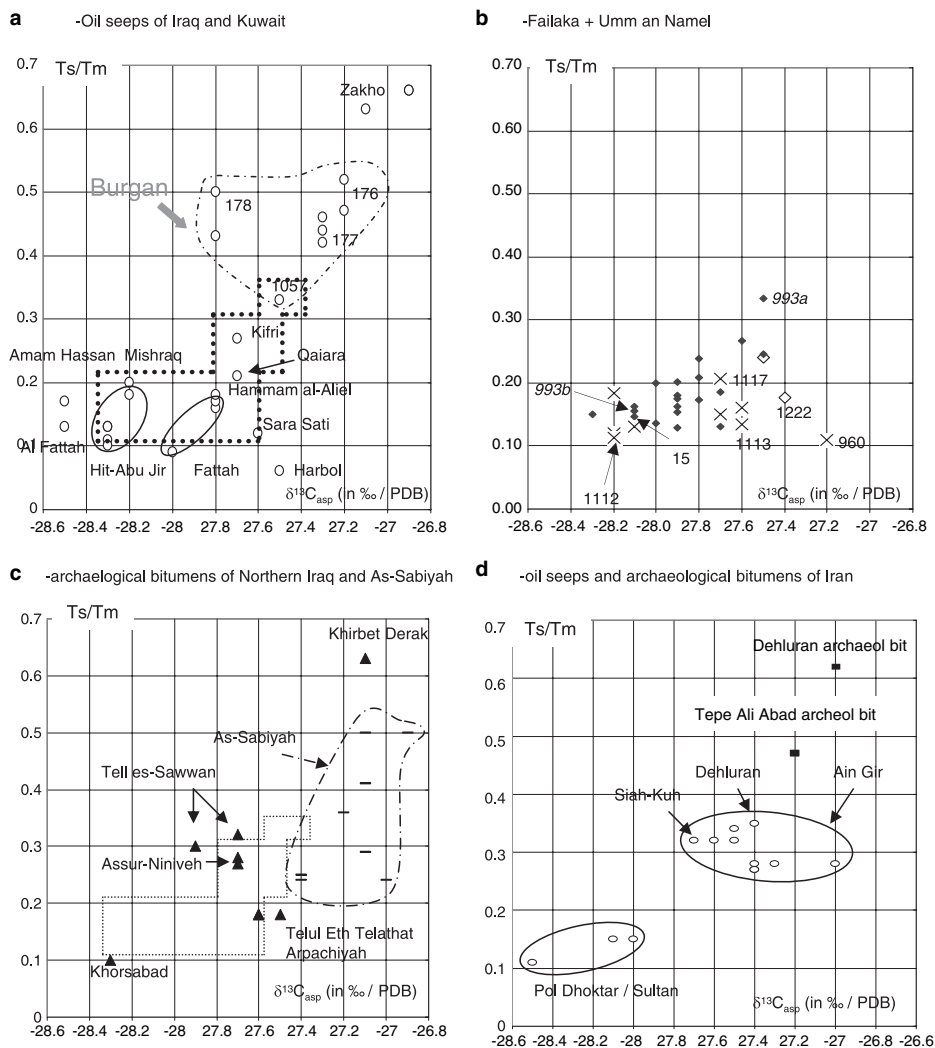 a -Oil seeps of Iraq and Kuwait
Ts/Tm
0.7
0.6
0.5
0.4
0.3
0.2
0.1
0
Zakho
Burgan
178
176
177
1057
Kifri
Amam Hassan Mishraq
Qaiara
Hammam al-Aliel
Al Fattah
Sara Sati
Hit-Abu Jir
Fattah
Harbol
δ¹³Casp (in ‰ / PDB)
-28.6 -28.4 -28.2 -28 -27.8 -27.6 -27.4 -27.2 -27 -26.8
b -Failaka + Umm an Namel
Ts/Tm
0.70
0.60
0.50
0.40
0.30
0.20
0.10
0.00
993a
993b
1117
1222
15
1113
960
1112
δ¹³Casp (in ‰ / PDB)
-28.6 -28.4 -28.2 -28.0 -27.8 -27.6 -27.4 -27.2 -27 -26.8
c -archaelogical bitumens of Northern Iraq and As-Sabiyah
Ts/Tm
0.7
0.6
0.5
0.4
0.3
0.2
0.1
0
Khirbet Derak
As-Sabiyah
Tell es-Sawwan
Assur-Niniveh
Telul Eth Telathat
Arpachiyah
Khorsabad
δ¹³Casp (in ‰ / PDB)
-28.6 -28.4 -28.2 -28 -27.8 -27.6 -27.4 -27.2 -27 -26.8
d -oil seeps and archaeological bitumens of Iran
Ts/Tm
0.7
0.6
0.5
0.4
0.3
0.2
0.1
0
Dehluran archaeol bit
Tepe Ali Abad archeol bit
Dehluran
Ain Gir
Siah-Kuh
Pol Dhoktar / Sultan
δ¹³Casp (in ‰ / PDB)
-28.6 -28.4 -28.2 -28 -27.8 -27.6 -27.4 -27.2 -27 -26.8 -26.6